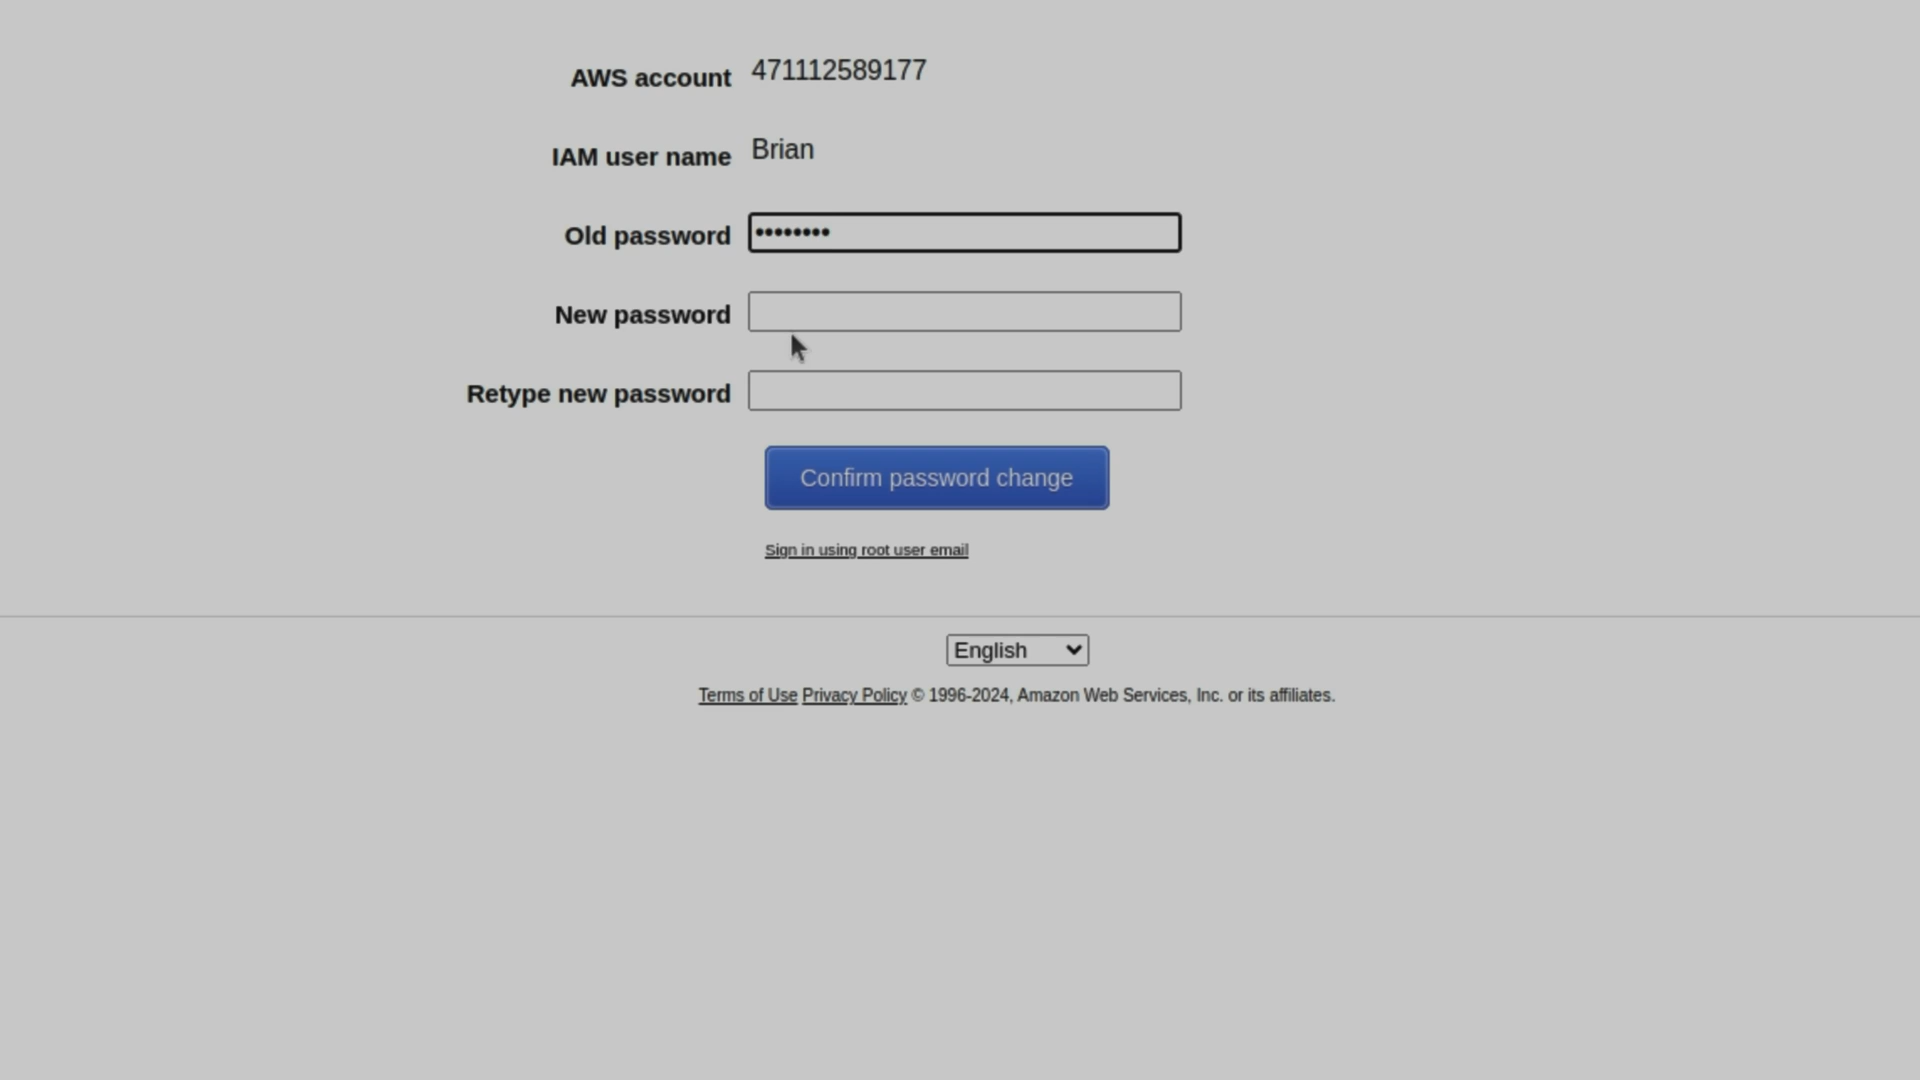 AWS account 471112589177
IAM user name Brian
Old password ••••••••
New password
Retype new password
Confirm password change
Sign in using root user email
English
Terms of Use Privacy Policy © 1996-2024, Amazon Web Services, Inc. or its affiliates.